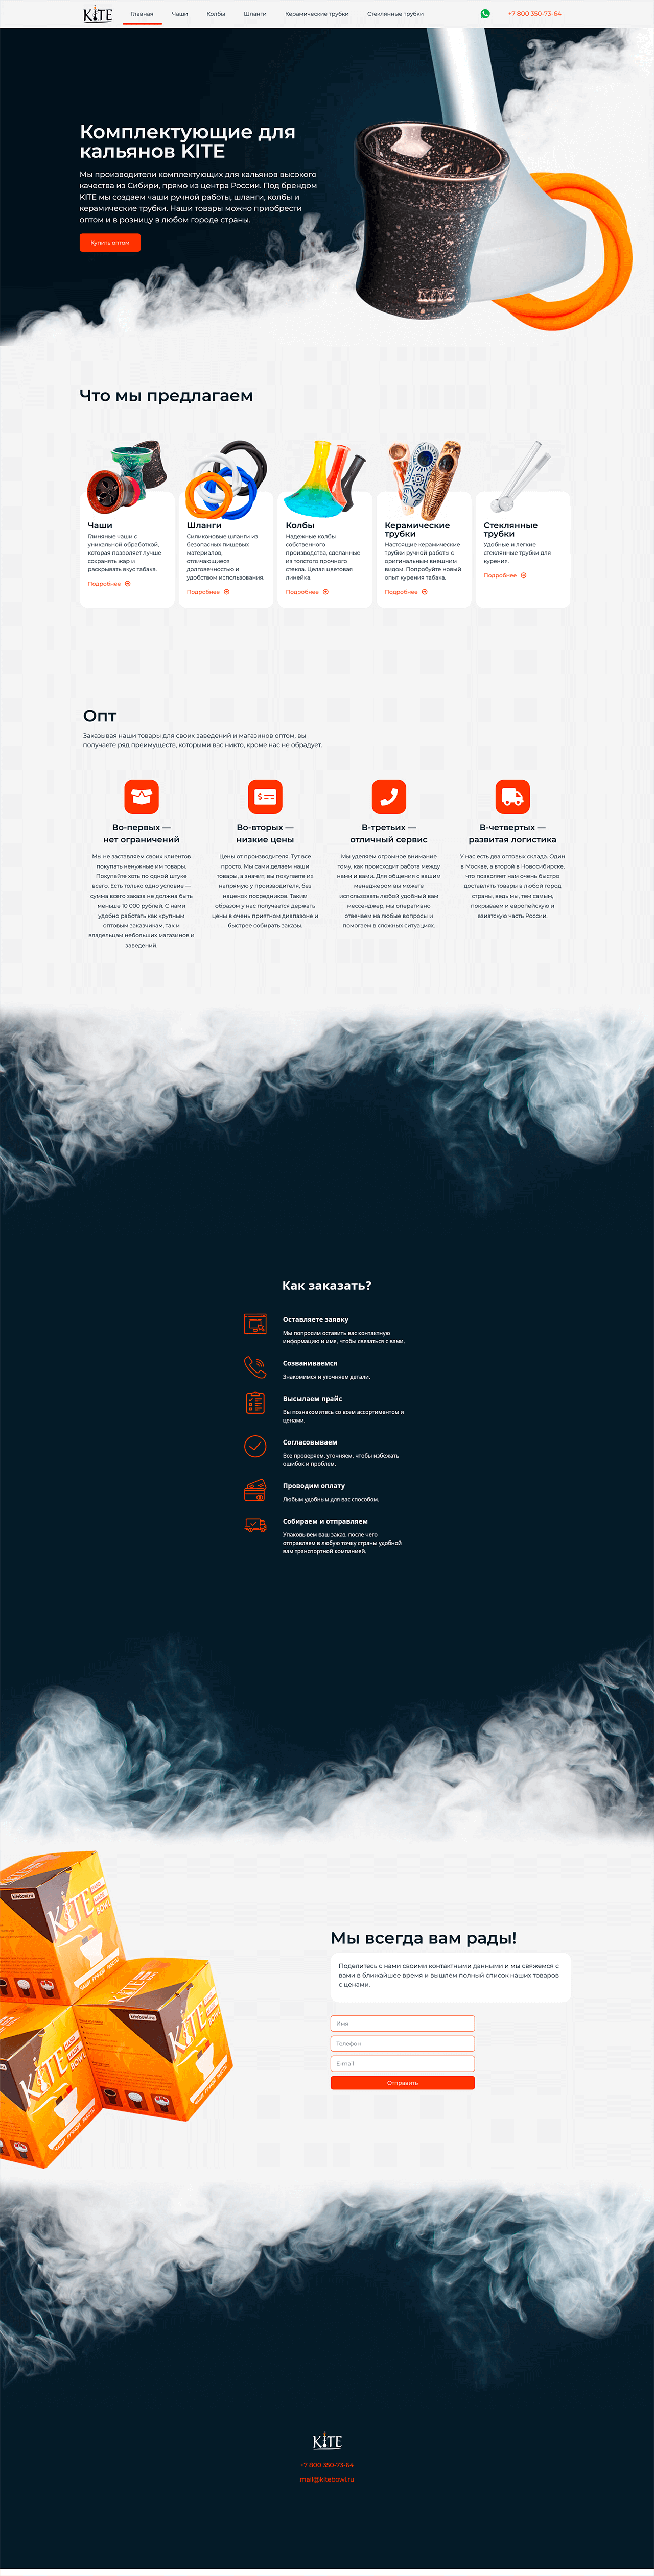 KITE
Главная
Чаши
Колбы
Шланги
Керамические трубки
Стеклянные трубки
+7 800 350-73-64
Комплектующие для
кальянов KITE
Мы производители комплектующих для кальянов высокого
качества из Сибири, прямо из центра России. Под брендом
KITE мы создаем чаши ручной работы, шланги, колбы и
керамические трубки. Наши товары можно приобрести
оптом и в розницу в любом городе страны.
Купить оптом
KITE
Что мы предлагаем
Чаши
Глиняные чаши с
уникальной обработкой,
которая позволяет лучше
сохранять жар и
раскрывать вкус табака.
Подробнее
Шланги
Силиконовые шланги из
безопасных пищевых
материалов,
отличающиеся
долговечностью и
удобством использования.
Подробнее
Колбы
Надежные колбы
собственного
производства, сделанные
из толстого прочного
стекла. Целая цветовая
линейка.
Подробнее
Керамические
трубки
Настоящие керамические
трубки ручной работы с
оригинальным внешним
видом. Попробуйте новый
опыт курения табака.
Подробнее
Стеклянные
трубки
Удобные и легкие
стеклянные трубки для
курения.
Подробнее
Опт
Заказывая наши товары для своих заведений и магазинов оптом, вы
получаете ряд преимуществ, которыми вас никто, кроме нас не обрадует.
Во-первых —
нет ограничений
Мы не заставляем своих клиентов
покупать ненужные им товары.
Покупайте хоть по одной штуке
всего. Есть только одно условие —
сумма всего заказа не должна быть
меньше 10 000 рублей. С нами
удобно работать как крупным
оптовым заказчикам, так и
владельцам небольших магазинов и
заведений.
Во-вторых —
низкие цены
Цены от производителя. Тут все
просто. Мы сами делаем наши
товары, а значит, вы покупаете их
напрямую у производителя, без
наценок посредников. Таким
образом у нас получается держать
цены в очень приятном диапазоне и
быстрее собирать заказы.
В-третьих —
отличный сервис
Мы уделяем огромное внимание
тому, как происходит работа между
нами и вами. Для общения с вашим
менеджером вы можете
использовать любой удобный вам
мессенджер, мы оперативно
отвечаем на любые вопросы и
помогаем в сложных ситуациях.
В-четвертых —
развитая логистика
У нас есть два оптовых склада. Один
в Москве, а второй в Новосибирске,
что позволяет нам очень быстро
доставлять товары в любой город
страны, ведь мы, тем самым,
покрываем и европейскую и
азиатскую часть России.
Как заказать?
Оставляете заявку
Мы попросим оставить вас контактную
информацию и имя, чтобы связаться с вами.
Созваниваемся
Знакомимся и уточняем детали.
Высылаем прайс
Вы познакомитесь со всем ассортиментом и
ценами.
Согласовываем
Все проверяем, уточняем, чтобы избежать
ошибок и проблем.
Проводим оплату
Любым удобным для вас способом.
Собираем и отправляем
Упаковывем ваш заказ, после чего
отправляем в любую точку страны удобной
вам транспортной компанией.
kitebowl.ru
KITE
HAND
MADE
BOWL
ЧАШИ РУЧНОЙ РАБОТЫ
Мы всегда вам рады!
Поделитесь с нами своими контактными данными и мы свяжемся с
вами в ближайшее время и вышлем полный список наших товаров
с ценами.
Имя
Телефон
E-mail
Отправить
KITE
+7 800 350-73-64
mail@kitebowl.ru